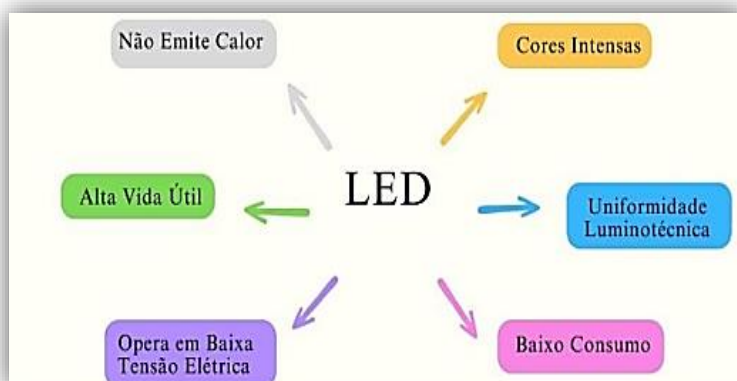 Não Emite Calor
Cores Intensas
LED
Alta Vida Útil
Uniformidade
Luminotécnica
Opera em Baixa
Tensão Elétrica
Baixo Consumo